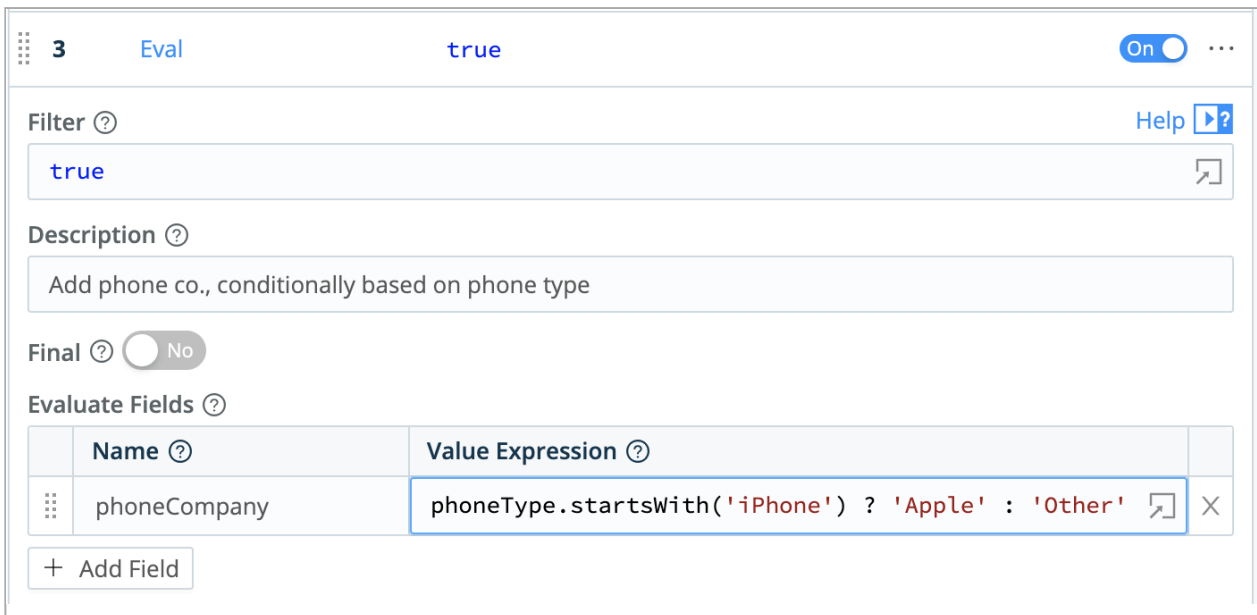 3 Eval true On ...
Filter ? Help ?
true
Description ?
Add phone co., conditionally based on phone type
Final ? No
Evaluate Fields ?
Name ? Value Expression ?
phoneCompany phoneType.startsWith('iPhone') ? 'Apple' : 'Other' X
+ Add Field